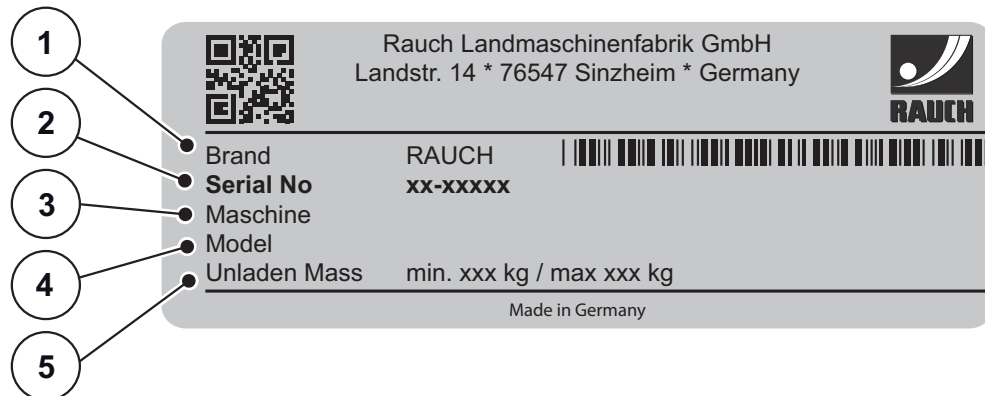 1
2
3
4
5
Rauch Landmaschinenfabrik GmbH
Landstr. 14 * 76547 Sinzheim * Germany
RAUCH
Brand RAUCH
Serial No xx-xxxxx
Maschine
Model
Unladen Mass min. xxx kg / max xxx kg
Made in Germany